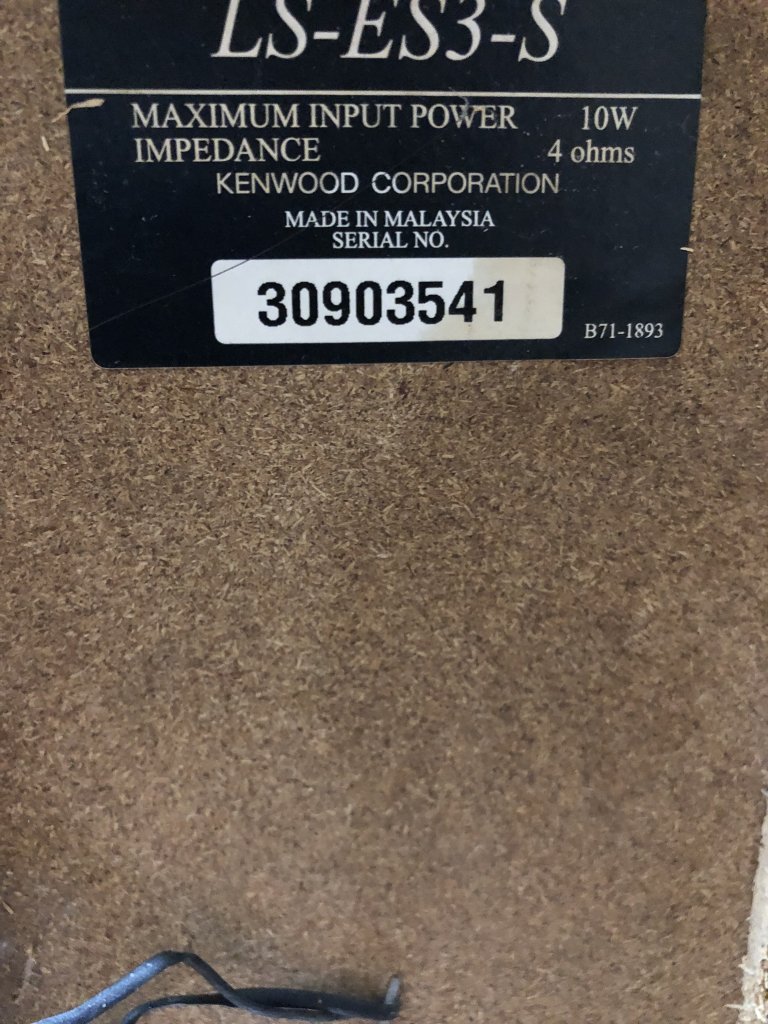 LS-ES3-S
MAXIMUM INPUT POWER 10W
IMPEDANCE 4 ohms
KENWOOD CORPORATION
MADE IN MALAYSIA
SERIAL NO.
30903541
B71-1893